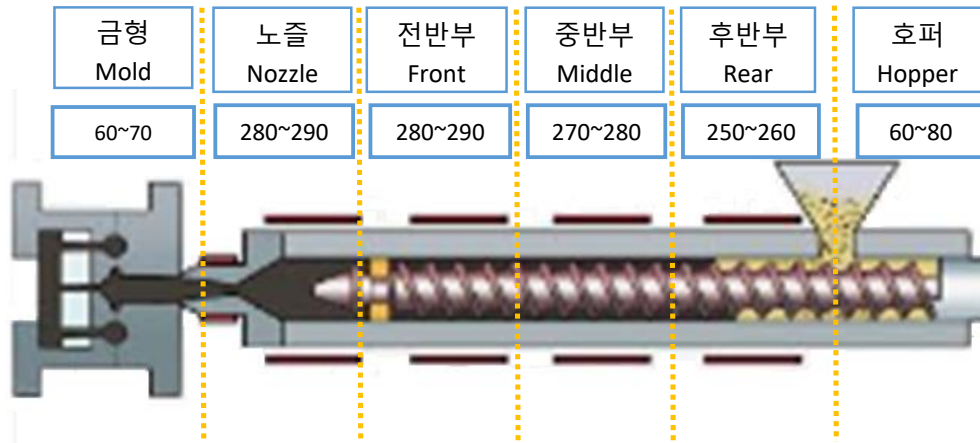 금형
Mold
노즐
Nozzle
전반부
Front
중반부
Middle
후반부
Rear
호퍼
Hopper
60~70
280~290
280~290
270~280
250~260
60~80